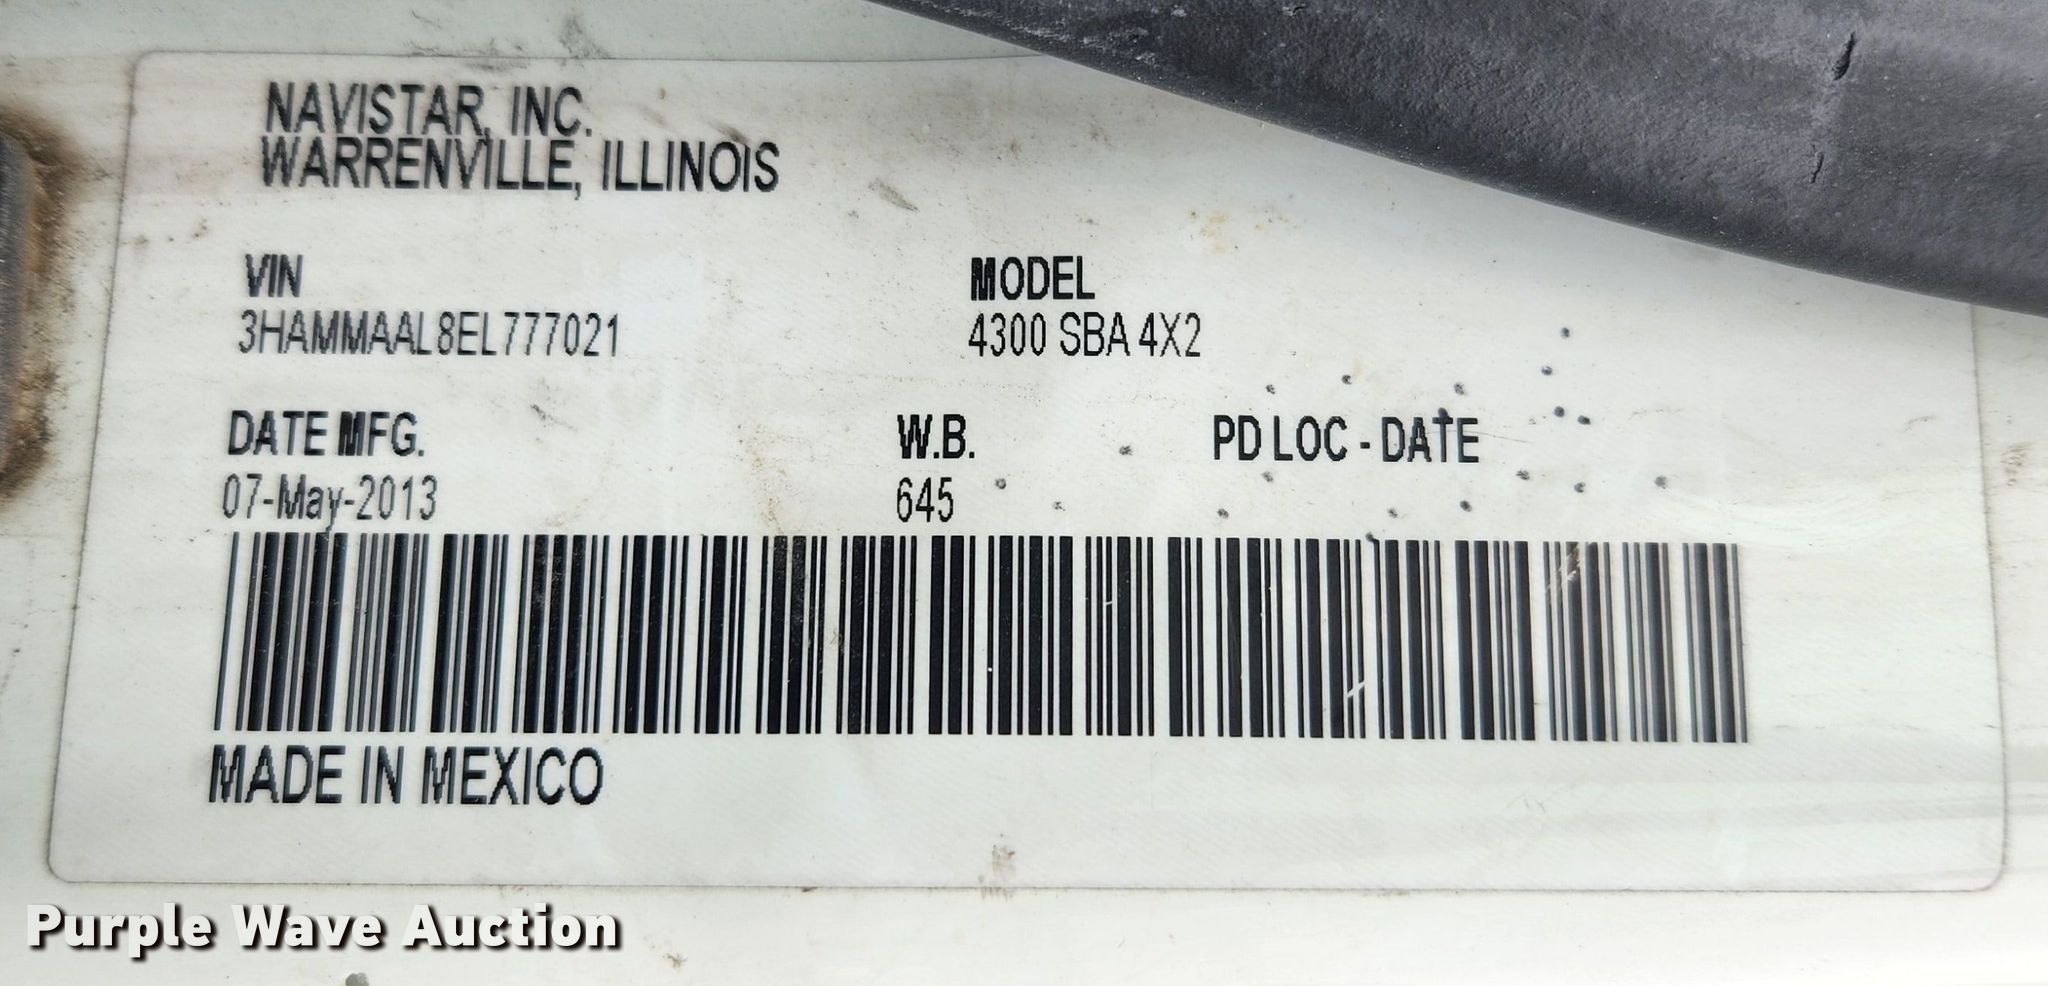 NAVISTAR, INC.
WARRENVILLE, ILLINOIS
VIN MODEL
3HAMMAAL8EL777021 4300 SBA 4X2
DATE MFG. W.B. PD LOC - DATE
07-May-2013 645
MADE IN MEXICO
Purple Wave Auction